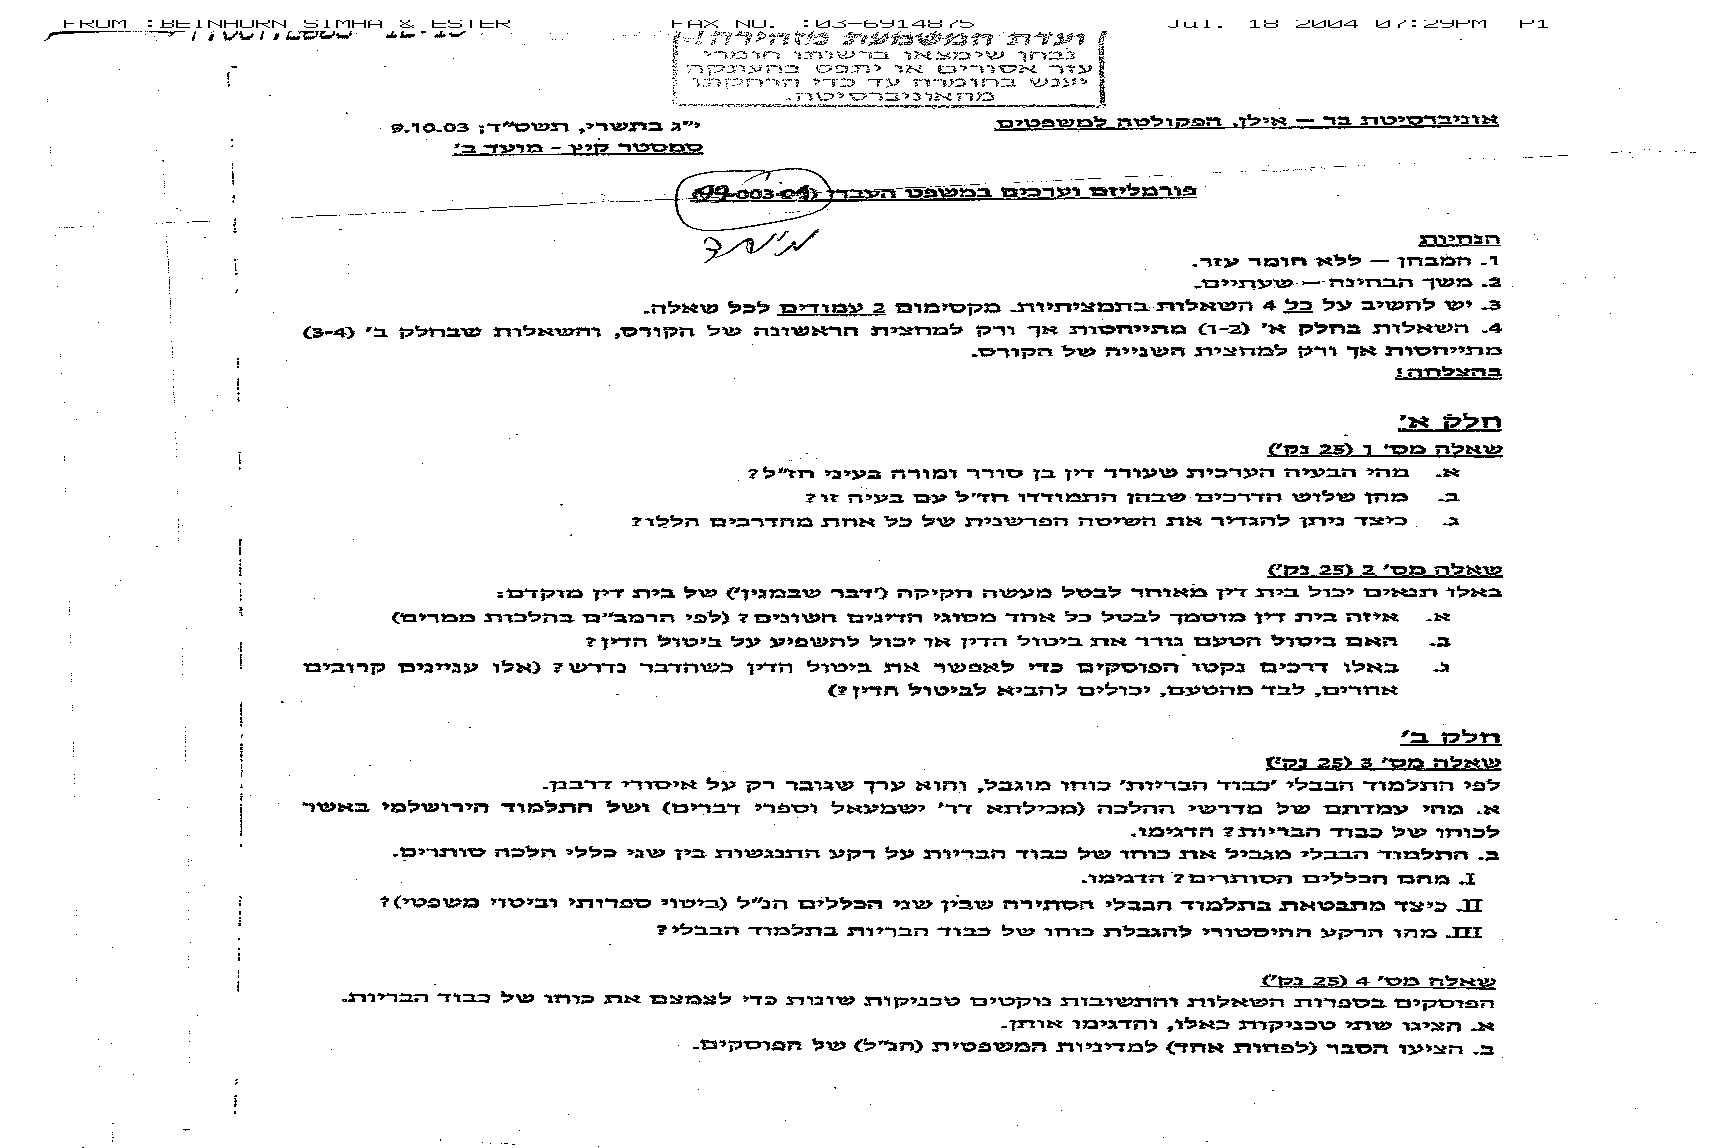 FROM :BEINHORN SIMHA & ESTER FAX NO. :03-6914875 Jul. 18 2004 07:29PM P1
ועדת המשמעת מזהירה!
נבחן שימצאו ברשותו חומרי
עזר אסורים או יתפס בהעתקה
יענש בחומרה עד כדי הרחקתו
מהאוניברסיטה.
אוניברסיטת בר – אילן, הפקולטה למשפטים י"ג בתשרי, תשס"ד; 9.10.03
סמסטר קיץ - מועד ב'
פורמליזם וערכים במשפט העברי (99-003-01)
הנחיות
1. המבחן – ללא חומר עזר.
2. משך הבחינה – שעתיים.
3. יש להשיב על כל 4 השאלות בתמציתיות. מקסימום 2 עמודים לכל שאלה.
4. השאלות בחלק א' (1-2) מתייחסות אך ורק למחצית הראשונה של הקורס, והשאלות שבחלק ב' (3-4)
מתייחסות אך ורק למחצית השנייה של הקורס.
בהצלחה!
חלק א'
שאלה מס' 1 (25 נק')
א. מהי הבעיה הערכית שעורר דין בן סורר ומורה בעיני חז"ל?
ב. מהן שלוש הדרכים שבהן התמודדו חז"ל עם בעיה זו?
ג. כיצד ניתן להגדיר את השיטה הפרשנית של כל אחת מהדרכים הללו?
שאלה מס' 2 (25 נק')
באלו תנאים יכול בית דין מאוחר לבטל מעשה חקיקה ('דבר שבמנין') של בית דין מוקדם:
א. איזה בית דין מוסמך לבטל כל אחד מסוגי הדינים השונים? (לפי הרמב"ם בהלכות ממרים)
ב. האם ביטול הטעם גורר את ביטול הדין או יכול להשפיע על ביטול הדין?
ג. באלו דרכים נקטו הפוסקים כדי לאפשר את ביטול הדין כשהדבר נדרש? (אלו עניינים קרובים
אחרים, לבד מהטעם, יכולים להביא לביטול הדין?)
חלק ב'
שאלה מס' 3 (25 נק')
לפי התלמוד הבבלי 'כבוד הבריות' כוחו מוגבל, והוא ערך שגובר רק על איסורי דרבנן.
א. מהי עמדתם של מדרשי ההלכה (מכילתא דר' ישמעאל וספרי דברים) ושל התלמוד הירושלמי באשר
לכוחו של כבוד הבריות? הדגימו.
ב. התלמוד הבבלי מגביל את כוחו של כבוד הבריות על רקע התנגשות בין שני כללי הלכה סותרים.
I. מהם הכללים הסותרים? הדגימו.
II. כיצד מתבטאת בתלמוד הבבלי הסתירה שבין שני הכללים הנ"ל (ביטוי ספרותי וביטוי משפטי)?
III. מהו הרקע ההיסטורי להגבלת כוחו של כבוד הבריות בתלמוד הבבלי?
שאלה מס' 4 (25 נק')
הפוסקים בספרות השאלות והתשובות נוקטים טכניקות שונות כדי לצמצם את כוחו של כבוד הבריות.
א. הציגו שתי טכניקות כאלו, והדגימו אותן.
ב. הציעו הסבר (לפחות אחד) למדיניות המשפטית (הנ"ל) של הפוסקים.